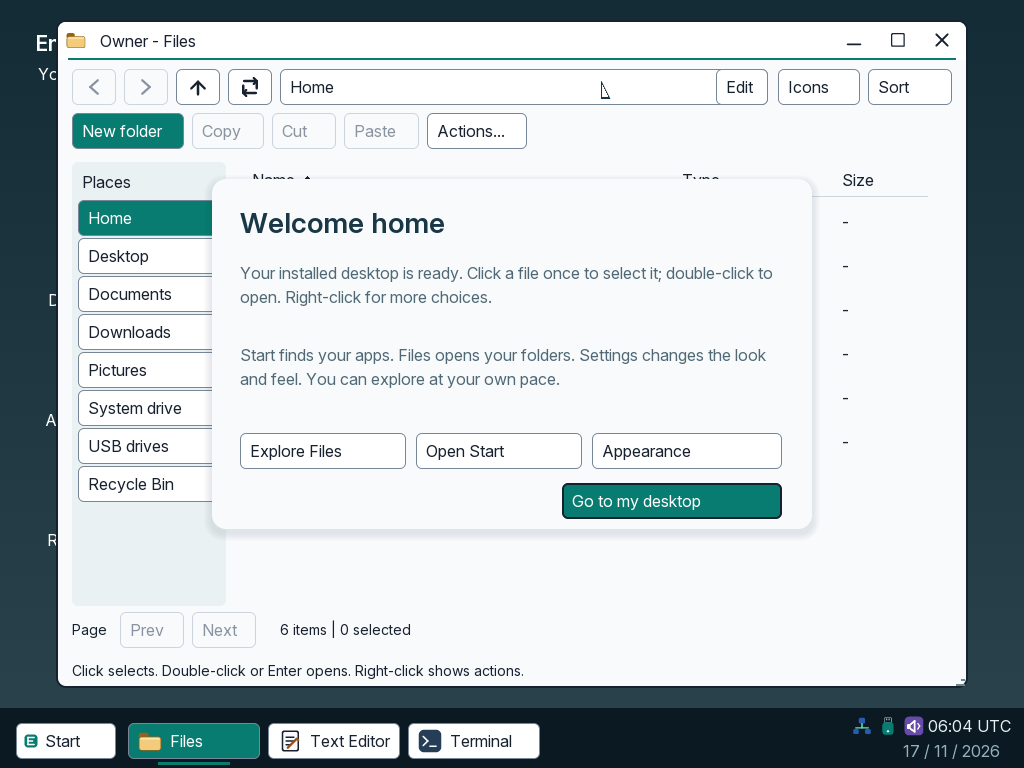 Owner - Files
Home
Edit
Icons
Sort
New folder
Copy
Cut
Paste
Actions...
Places
Name
Type
Size
Home
Desktop
Documents
Downloads
Pictures
System drive
USB drives
Recycle Bin
-
-
-
-
-
-
Welcome home
Your installed desktop is ready. Click a file once to select it; double-click to
open. Right-click for more choices.
Start finds your apps. Files opens your folders. Settings changes the look
and feel. You can explore at your own pace.
Explore Files
Open Start
Appearance
Go to my desktop
Page
Prev
Next
6 items | 0 selected
Click selects. Double-click or Enter opens. Right-click shows actions.
Start
Files
Text Editor
Terminal
06:04 UTC
17 / 11 / 2026